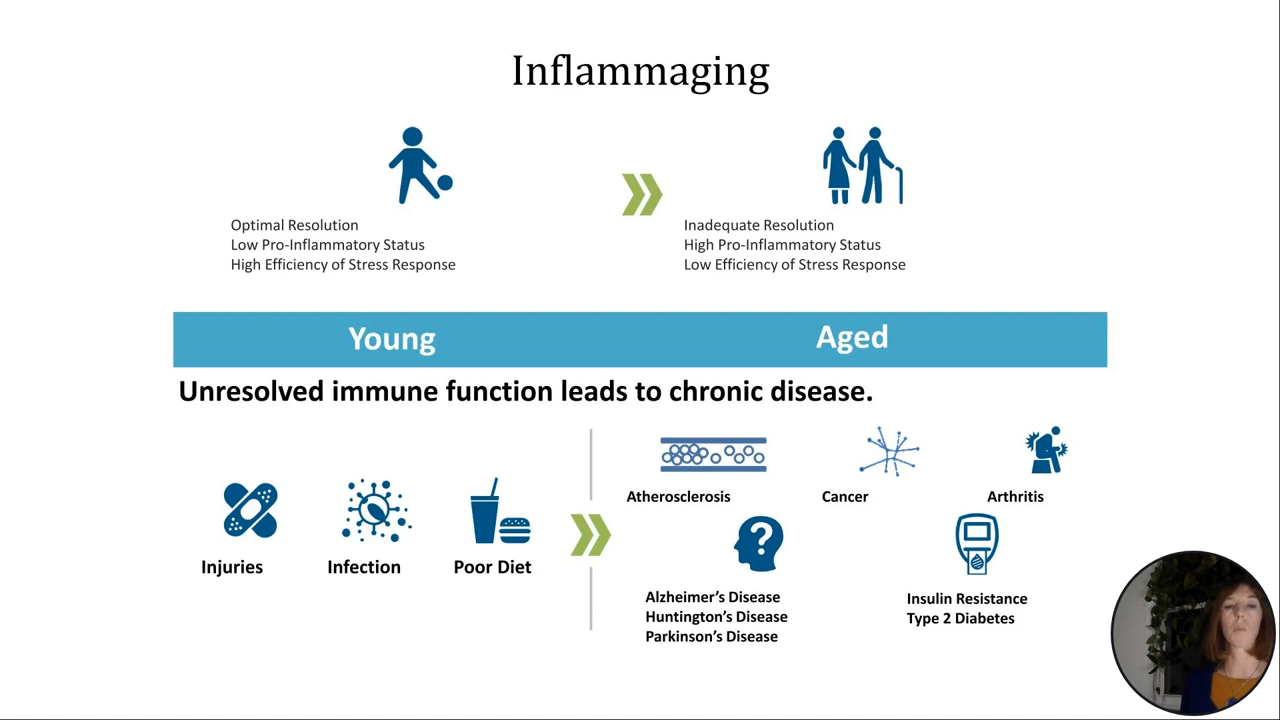 Inflammaging
Optimal Resolution
Low Pro-Inflammatory Status
High Efficiency of Stress Response
Inadequate Resolution
High Pro-Inflammatory Status
Low Efficiency of Stress Response
Young
Aged
Unresolved immune function leads to chronic disease.
Injuries
Infection
Poor Diet
Atherosclerosis
Cancer
Arthritis
?
Alzheimer's Disease
Huntington's Disease
Parkinson's Disease
Insulin Resistance
Type 2 Diabetes